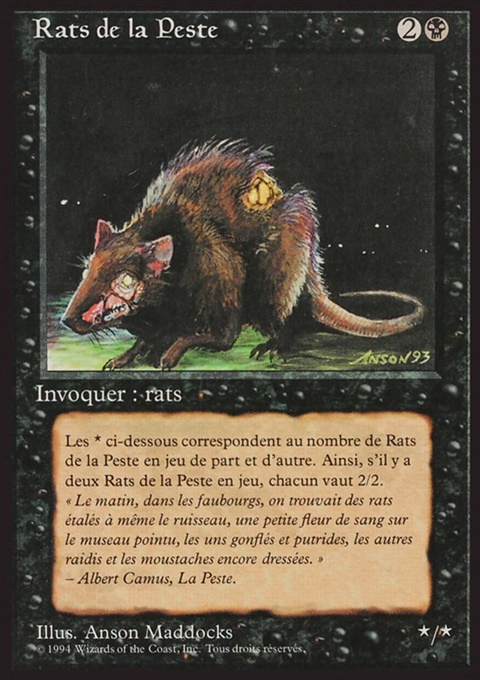 Rats de la Peste
2
ANSON 93
Invoquer : rats
Les * ci-dessous correspondent au nombre de Rats
de la Peste en jeu de part et d'autre. Ainsi, s'il y a
deux Rats de la Peste en jeu, chacun vaut 2/2.
« Le matin, dans les faubourgs, on trouvait des rats
étalés à même le ruisseau, une petite fleur de sang sur
le museau pointu, les uns gonflés et putrides, les autres
raidis et les moustaches encore dressées. »
– Albert Camus, La Peste.
Illus. Anson Maddocks
*/*
© 1994 Wizards of the Coast, Inc. Tous droits réservés.